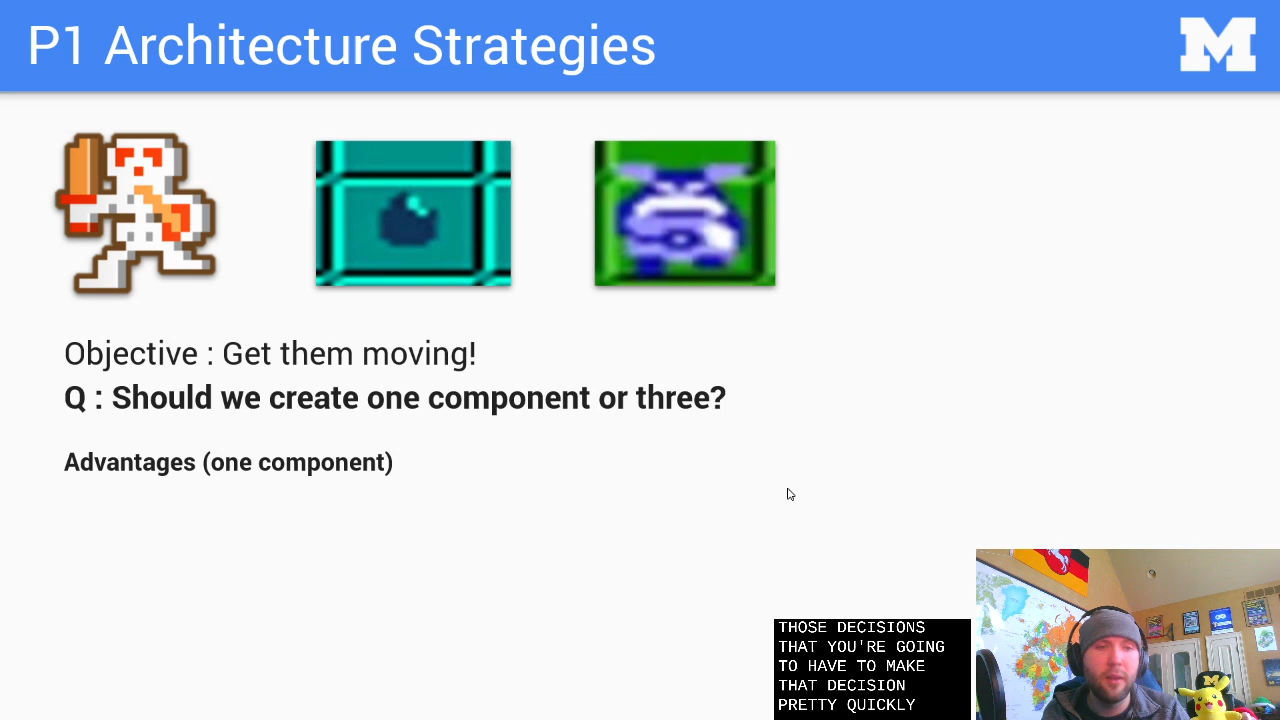 P1 Architecture Strategies
M
Objective : Get them moving!
Q : Should we create one component or three?
Advantages (one component)
THOSE DECISIONS
THAT YOU'RE GOING
TO HAVE TO MAKE
THAT DECISION
PRETTY QUICKLY